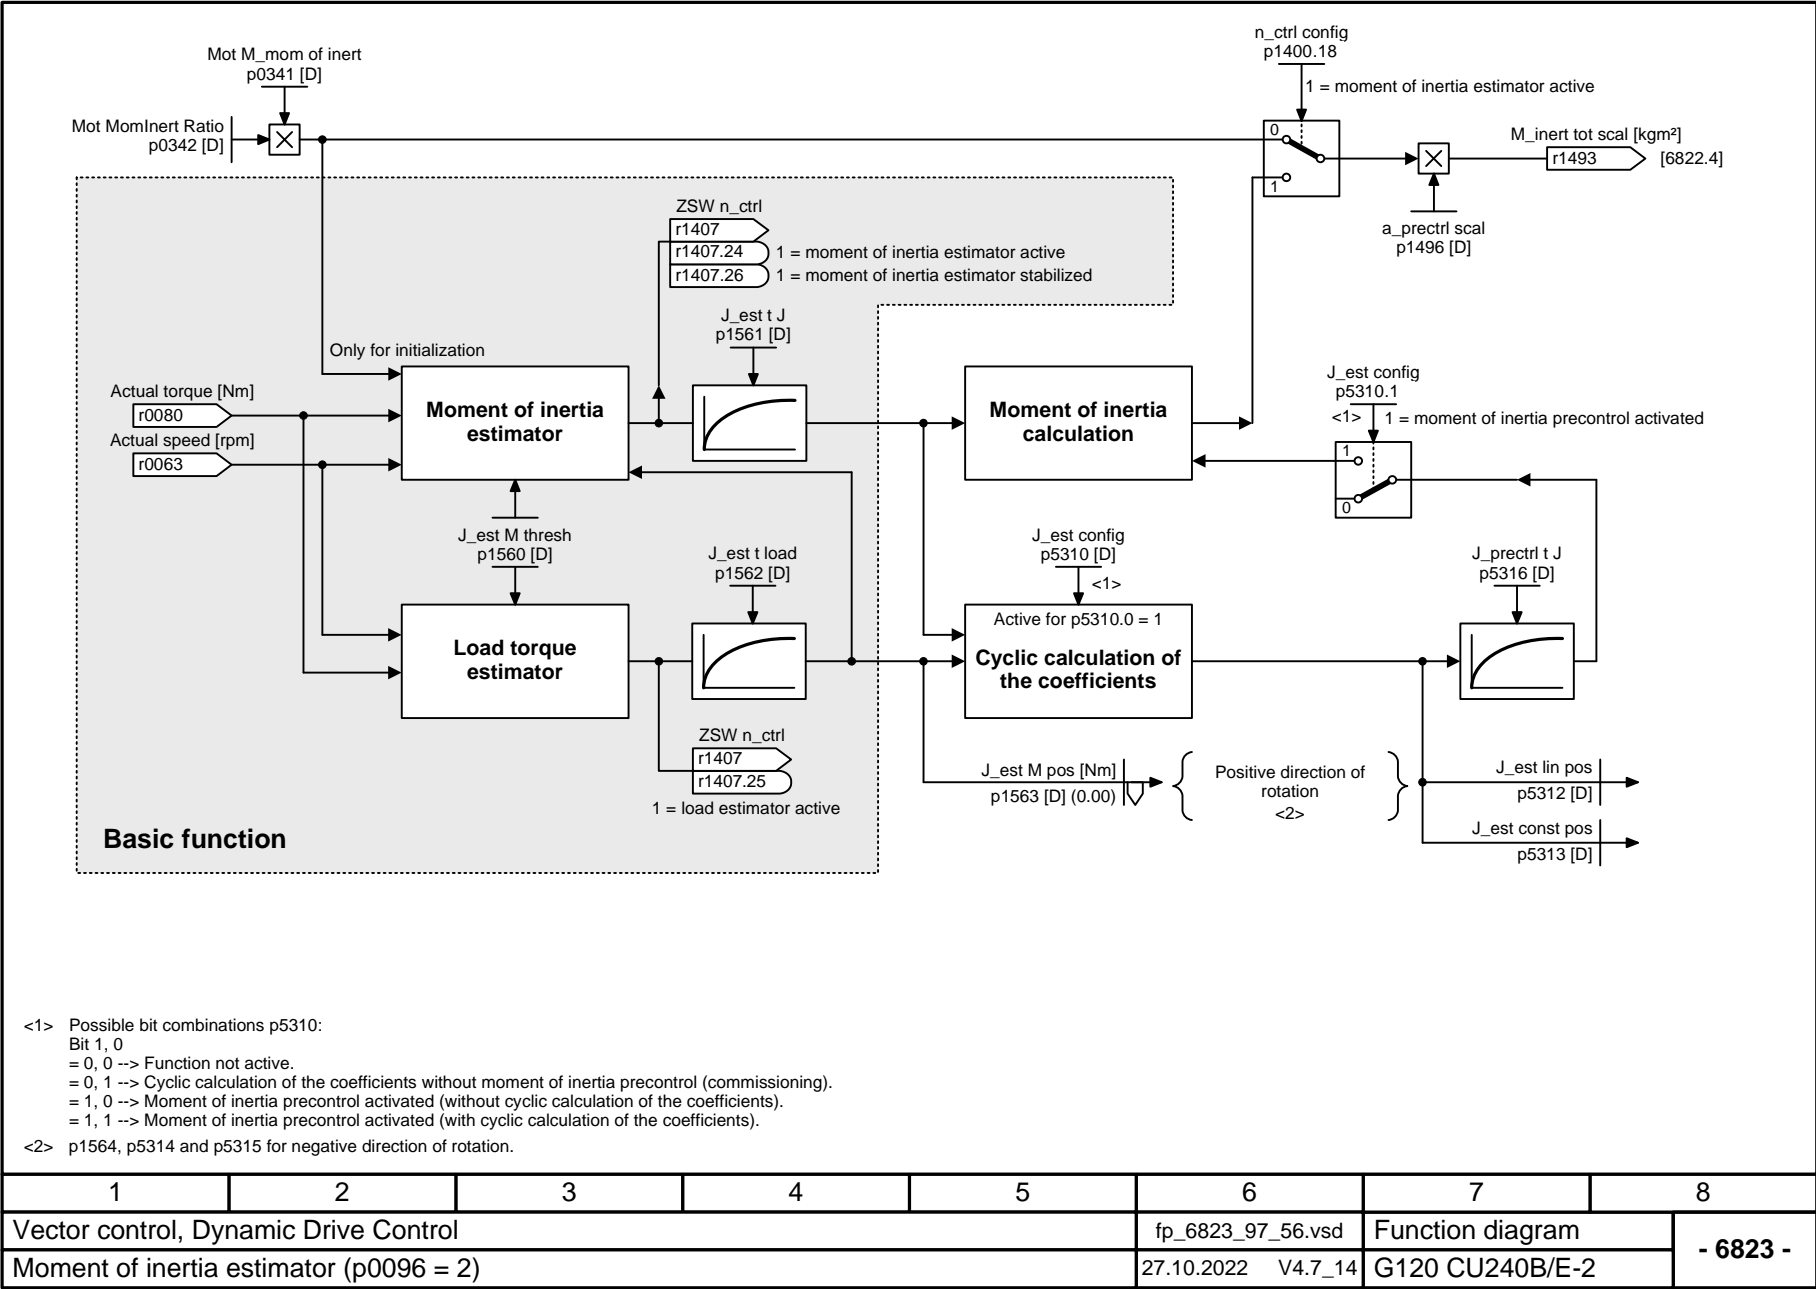 n_ctrl config
p1400.18
1 = moment of inertia estimator active
Mot M_mom of inert
p0341 [D]
Mot MomInert Ratio
p0342 [D]
0
1
M_inert tot scal [kgm²]
r1493
[6822.4]
a_prectrl scal
p1496 [D]
ZSW n_ctrl
r1407
r1407.24
1 = moment of inertia estimator active
r1407.26
1 = moment of inertia estimator stabilized
J_est t J
p1561 [D]
Only for initialization
Actual torque [Nm]
r0080
Actual speed [rpm]
r0063
Moment of inertia
estimator
Moment of inertia
calculation
J_est config
p5310.1
<1>
1 = moment of inertia precontrol activated
1
0
J_est M thresh
p1560 [D]
J_est t load
p1562 [D]
J_est config
p5310 [D]
<1>
J_prectrl t J
p5316 [D]
Load torque
estimator
Active for p5310.0 = 1
Cyclic calculation of
the coefficients
ZSW n_ctrl
r1407
r1407.25
1 = load estimator active
J_est M pos [Nm]
p1563 [D] (0.00)
Positive direction of
rotation
<2>
J_est lin pos
p5312 [D]
J_est const pos
p5313 [D]
Basic function
<1> Possible bit combinations p5310:
Bit 1, 0
= 0, 0 --> Function not active.
= 0, 1 --> Cyclic calculation of the coefficients without moment of inertia precontrol (commissioning).
= 1, 0 --> Moment of inertia precontrol activated (without cyclic calculation of the coefficients).
= 1, 1 --> Moment of inertia precontrol activated (with cyclic calculation of the coefficients).
<2> p1564, p5314 and p5315 for negative direction of rotation.
1 2 3 4 5 6 7 8
Vector control, Dynamic Drive Control
fp_6823_97_56.vsd
Function diagram
- 6823 -
Moment of inertia estimator (p0096 = 2)
27.10.2022 V4.7_14
G120 CU240B/E-2